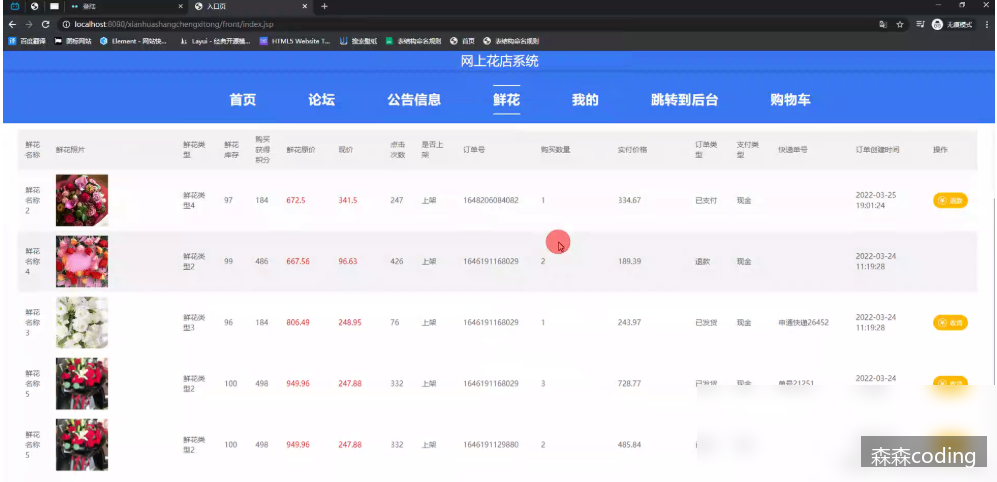 入口页
localhost:8080/xianhuashangchengxitong/front/index.jsp
无痕模式
百度翻译 图标网站 Element - 网站快... Layui - 经典开源模... HTML5 Website T... 搜索壁纸 表结构命名规则 首页 表结构命名规则
网上花店系统
首页 论坛 公告信息 鲜花 我的 跳转到后台 购物车
鲜花名称 鲜花照片 鲜花类型 鲜花库存 购买获得积分 鲜花原价 现价 点击次数 是否上架 订单号 购买数量 实付价格 订单类型 支付类型 快递单号 订单创建时间 操作
鲜花名称2 鲜花类型4 97 184 672.5 341.5 247 上架 1648206084082 1 334.67 已支付 现金 2022-03-25 19:01:24 退款
鲜花名称4 鲜花类型2 99 486 667.56 96.63 426 上架 1646191168029 2 189.39 退款 现金 2022-03-24 11:19:28
鲜花名称3 鲜花类型3 96 184 806.49 248.95 76 上架 1646191168029 1 243.97 已发货 现金 申通快递26452 2022-03-24 11:19:28 收货
鲜花名称5 鲜花类型2 100 498 949.96 247.88 332 上架 1646191168029 3 728.77 已发货 现金 2022-03-24
鲜花名称5 鲜花类型2 100 498 949.96 247.88 332 上架 1646191129880 2 485.84
森森coding